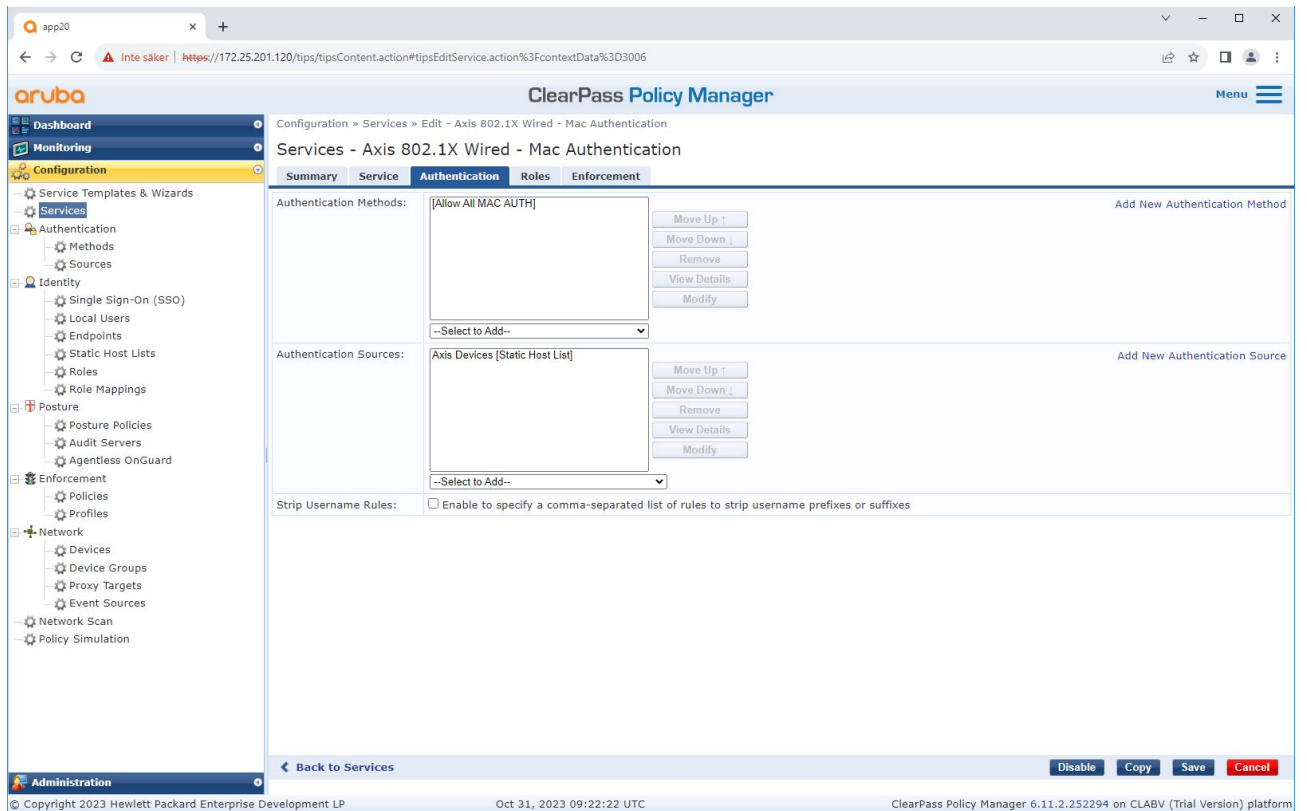 app20
Inte säker | https://172.25.201.120/tips/tipsContent.action#tipsEditService.action%3FcontextData%3D3006
aruba
ClearPass Policy Manager
Menu
Dashboard
Monitoring
Configuration
Service Templates & Wizards
Services
Authentication
Methods
Sources
Identity
Single Sign-On (SSO)
Local Users
Endpoints
Static Host Lists
Roles
Role Mappings
Posture
Posture Policies
Audit Servers
Agentless OnGuard
Enforcement
Policies
Profiles
Network
Devices
Device Groups
Proxy Targets
Event Sources
Network Scan
Policy Simulation
Administration
Configuration » Services » Edit - Axis 802.1X Wired - Mac Authentication
Services - Axis 802.1X Wired - Mac Authentication
Summary Service Authentication Roles Enforcement
Authentication Methods:
[Allow All MAC AUTH]
Move Up ↑
Move Down ↓
Remove
View Details
Modify
--Select to Add--
Add New Authentication Method
Authentication Sources:
Axis Devices [Static Host List]
Move Up ↑
Move Down ↓
Remove
View Details
Modify
--Select to Add--
Add New Authentication Source
Strip Username Rules:
Enable to specify a comma-separated list of rules to strip username prefixes or suffixes
Back to Services
Disable Copy Save Cancel
© Copyright 2023 Hewlett Packard Enterprise Development LP
Oct 31, 2023 09:22:22 UTC
ClearPass Policy Manager 6.11.2.252294 on CLABV (Trial Version) platform